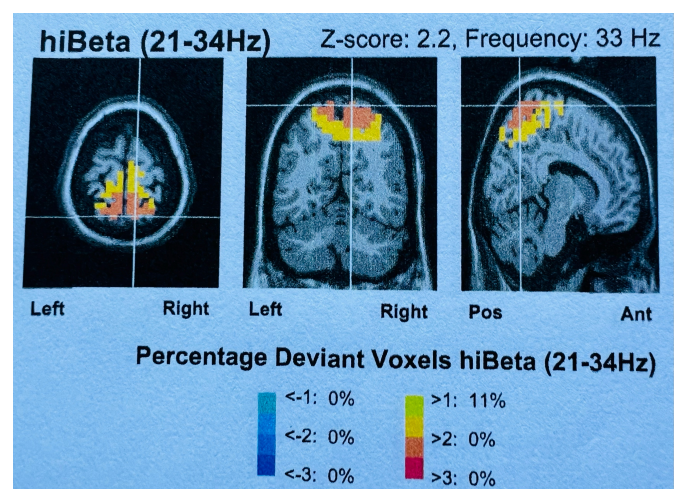 hiBeta (21-34Hz) Z-score: 2.2, Frequency: 33 Hz
Left Right Left Right Pos Ant
Percentage Deviant Voxels hiBeta (21-34Hz)
<-1: 0% >1: 11%
<-2: 0% >2: 0%
<-3: 0% >3: 0%